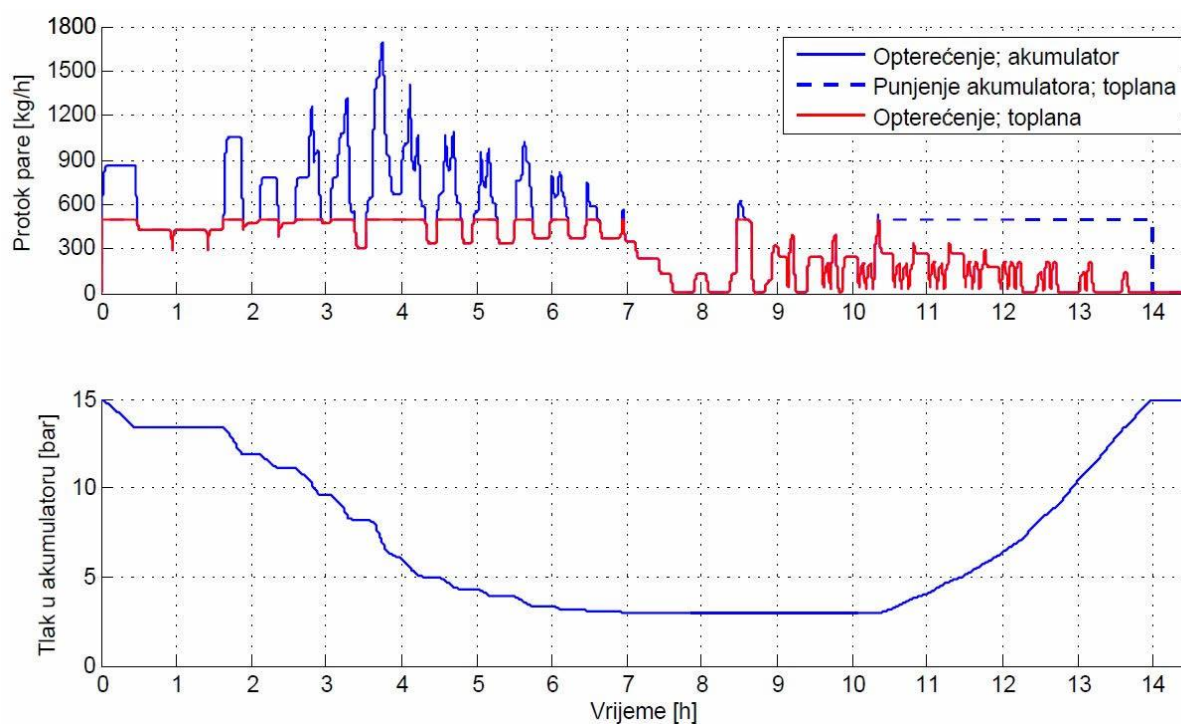 1800
1500
1200
900
600
300
0
Protok pare [kg/h]
Opterećenje; akumulator
Punjenje akumulatora; toplana
Opterećenje; toplana
0 1 2 3 4 5 6 7 8 9 10 11 12 13 14
15
10
5
0
Tlak u akumulatoru [bar]
0 1 2 3 4 5 6 7 8 9 10 11 12 13 14
Vrijeme [h]